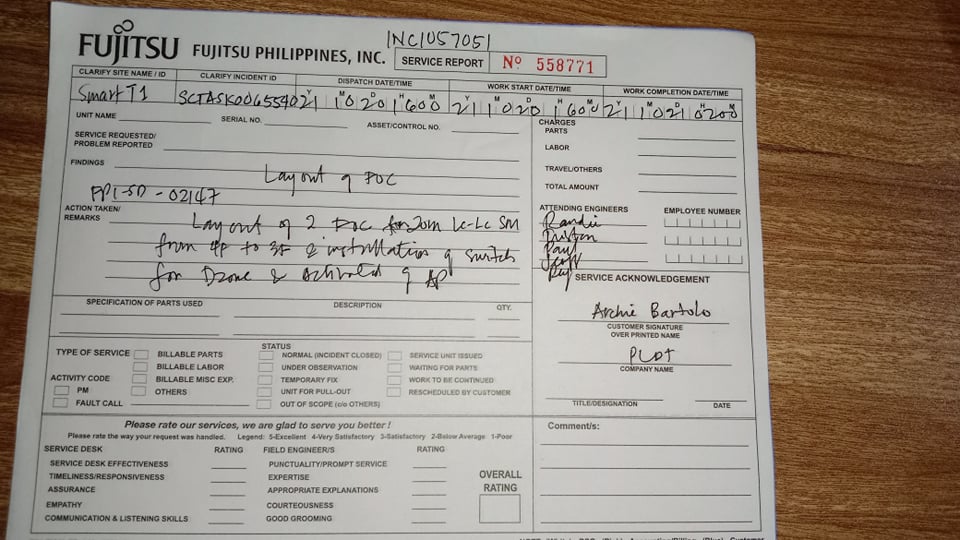 INC1057051
FUJITSU FUJITSU PHILIPPINES, INC. SERVICE REPORT Nº 558771
CLARIFY SITE NAME / ID CLARIFY INCIDENT ID DISPATCH DATE/TIME WORK START DATE/TIME WORK COMPLETION DATE/TIME
Smart T1 SCTASK0065540 Y 21 M 10 D 20 H 1600 M Y 21 M 10 D 20 H 1600 M Y 21 M 10 D 21 H 0200 M
UNIT NAME SERIAL NO. ASSET/CONTROL NO. CHARGES
PARTS
SERVICE REQUESTED/
PROBLEM REPORTED
LABOR
FINDINGS TRAVEL/OTHERS
Layout of FOC TOTAL AMOUNT
FPI-SD-02147
ACTION TAKEN/
REMARKS
Layout of 2 FOC 20m Lc-Lc SM
from to & installation of switch
for Dzone & Activated of AP
ATTENDING ENGINEERS EMPLOYEE NUMBER
Randie
Paul
SERVICE ACKNOWLEDGEMENT
Archie Bartolo
CUSTOMER SIGNATURE
OVER PRINTED NAME
PLDT
COMPANY NAME
TITLE/DESIGNATION DATE
SPECIFICATION OF PARTS USED DESCRIPTION QTY.
TYPE OF SERVICE BILLABLE PARTS
BILLABLE LABOR
ACTIVITY CODE BILLABLE MISC EXP.
PM OTHERS
FAULT CALL
STATUS
NORMAL (INCIDENT CLOSED) SERVICE UNIT ISSUED
UNDER OBSERVATION WAITING FOR PARTS
TEMPORARY FIX WORK TO BE CONTINUED
UNIT FOR PULL-OUT RESCHEDULED BY CUSTOMER
OUT OF SCOPE (c/o OTHERS)
Please rate our services, we are glad to serve you better !
Please rate the way your request was handled. Legend: 5-Excellent 4-Very Satisfactory 3-Satisfactory 2-Below Average 1-Poor
SERVICE DESK RATING FIELD ENGINEER/S RATING
SERVICE DESK EFFECTIVENESS PUNCTUALITY/PROMPT SERVICE
TIMELINESS/RESPONSIVENESS EXPERTISE
ASSURANCE APPROPRIATE EXPLANATIONS
EMPATHY COURTEOUSNESS
COMMUNICATION & LISTENING SKILLS GOOD GROOMING
OVERALL
RATING
Comment/s: